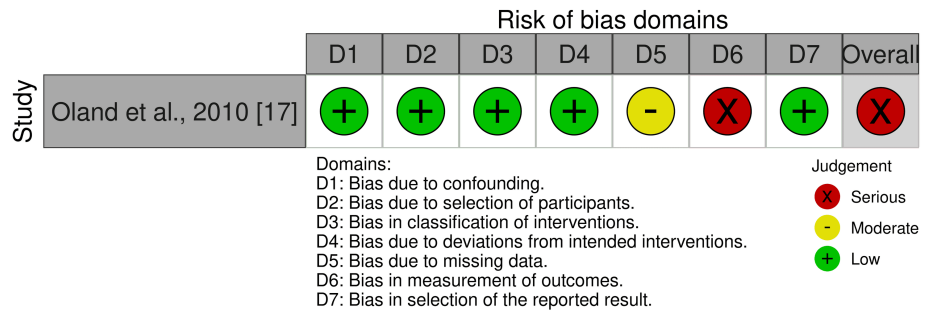 Risk of bias domains
D1 D2 D3 D4 D5 D6 D7 Overall
Study
Oland et al., 2010 [17] + + + + - X + X
Domains:
D1: Bias due to confounding.
D2: Bias due to selection of participants.
D3: Bias in classification of interventions.
D4: Bias due to deviations from intended interventions.
D5: Bias due to missing data.
D6: Bias in measurement of outcomes.
D7: Bias in selection of the reported result.
Judgement
X Serious
- Moderate
+ Low